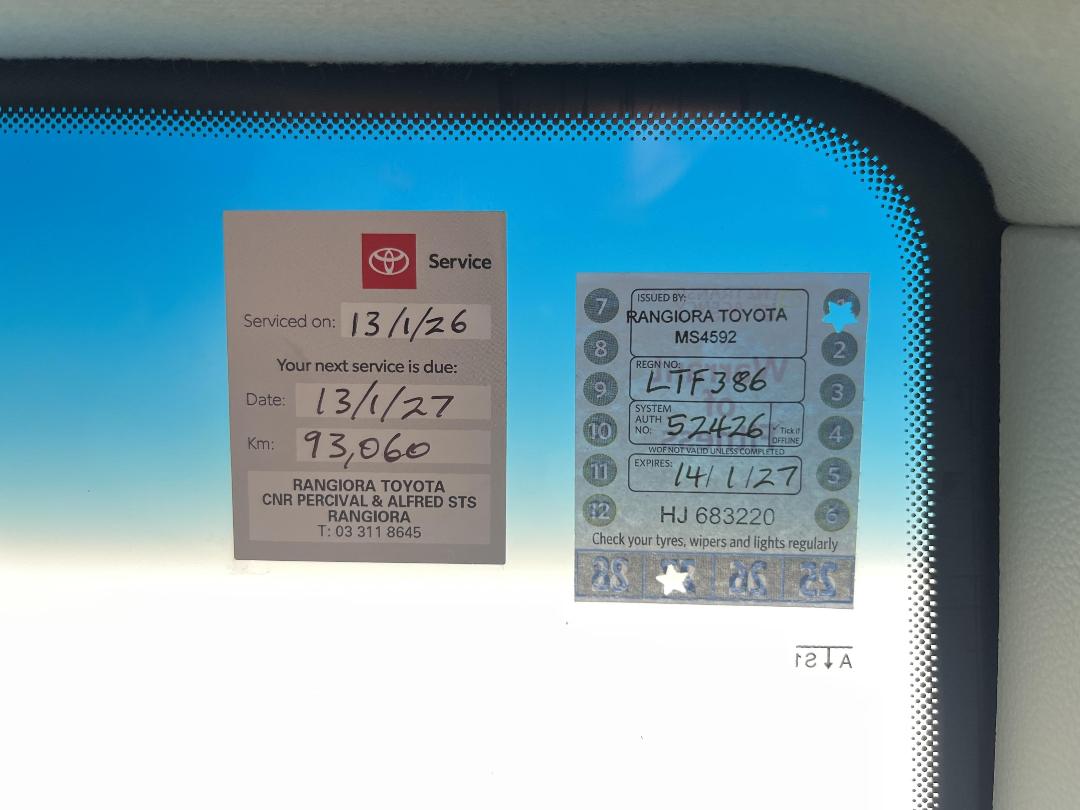 Service
Serviced on: 13/1/26
Your next service is due:
Date: 13/1/27
Km: 93,060
RANGIORA TOYOTA
CNR PERCIVAL & ALFRED STS
RANGIORA
T: 03 311 8645
ISSUED BY:
RANGIORA TOYOTA
MS4592
REGN NO:
LTF386
SYSTEM
AUTH
NO: 52426
Tick if
OFFLINE
WOF NOT VALID UNLESS COMPLETED
EXPIRES:
14/1/27
HJ 683220
Check your tyres, wipers and lights regularly
7
8
9
10
11
12
2
3
4
5
6
28 26 25
A S1